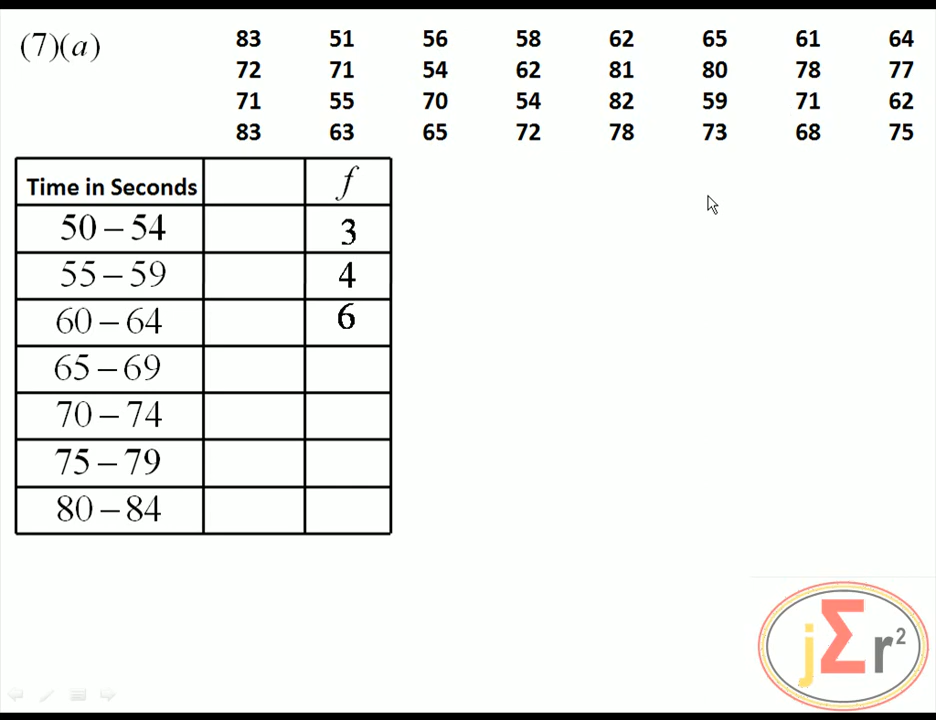 (7)(a)
83 51 56 58 62 65 61 64
72 71 54 62 81 80 78 77
71 55 70 54 82 59 71 62
83 63 65 72 78 73 68 75
Time in Seconds f
50 – 54 3
55 – 59 4
60 – 64 6
65 – 69
70 – 74
75 – 79
80 – 84
jΣr²